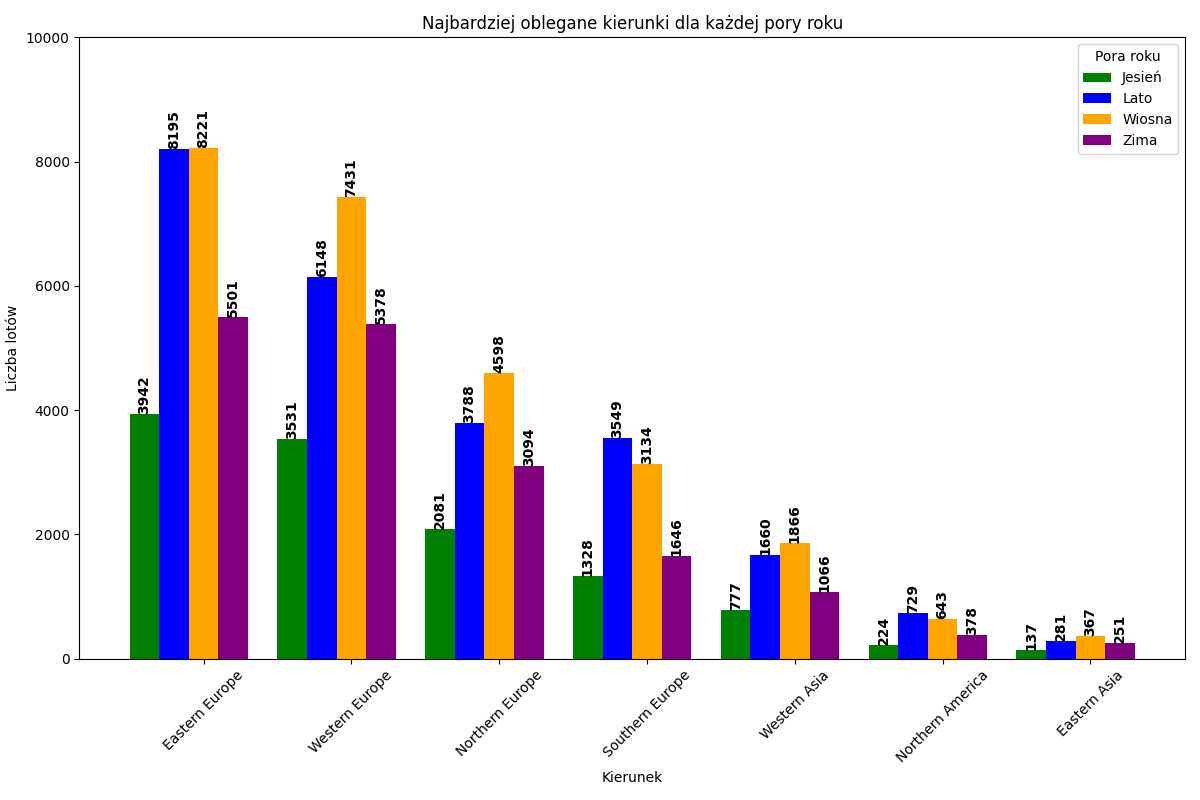 Najbardziej oblegane kierunki dla każdej pory roku
Liczba lotów
10000
8000
6000
4000
2000
0
Pora roku
Jesień
Lato
Wiosna
Zima
3942
8195
8221
5501
3531
6148
7431
5378
2081
3788
4598
3094
1328
3549
3134
1646
777
1660
1866
1066
224
729
643
378
137
281
367
251
Eastern Europe
Western Europe
Northern Europe
Southern Europe
Western Asia
Northern America
Eastern Asia
Kierunek